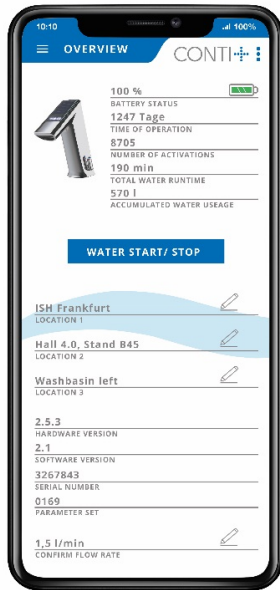 10:10
100%
OVERVIEW
CONTI+
100 %
BATTERY STATUS
1247 Tage
TIME OF OPERATION
8705
NUMBER OF ACTIVATIONS
190 min
TOTAL WATER RUNTIME
570 l
ACCUMULATED WATER USEAGE
WATER START/ STOP
ISH Frankfurt
LOCATION 1
Hall 4.0, Stand B45
LOCATION 2
Washbasin left
LOCATION 3
2.5.3
HARDWARE VERSION
2.1
SOFTWARE VERSION
3267843
SERIAL NUMBER
0169
PARAMETER SET
1,5 l/min
CONFIRM FLOW RATE